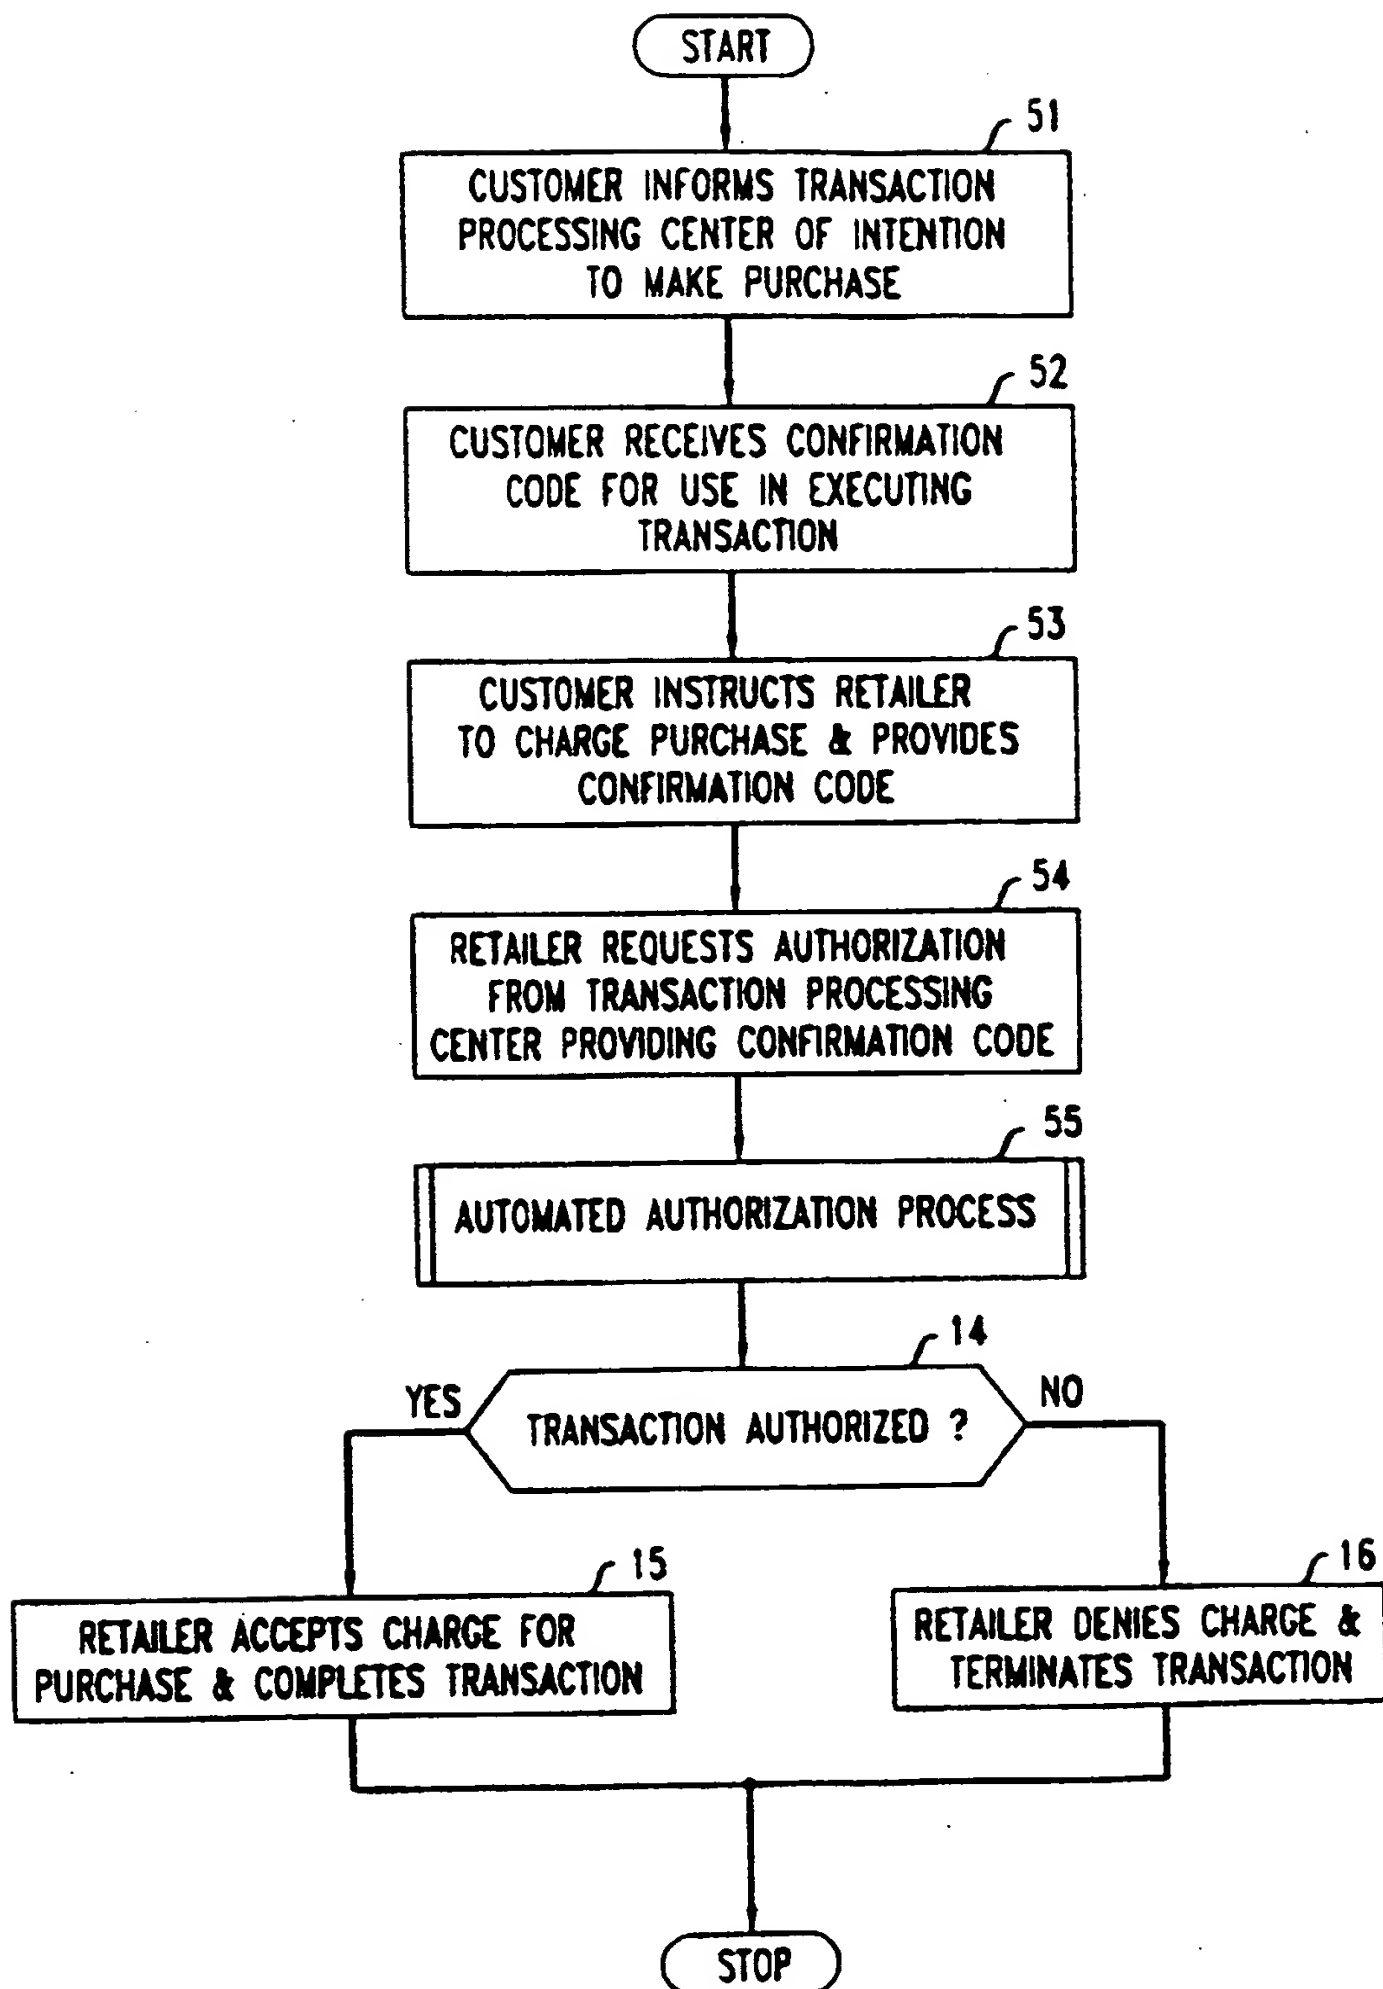 START
51
CUSTOMER INFORMS TRANSACTION
PROCESSING CENTER OF INTENTION
TO MAKE PURCHASE
52
CUSTOMER RECEIVES CONFIRMATION
CODE FOR USE IN EXECUTING
TRANSACTION
53
CUSTOMER INSTRUCTS RETAILER
TO CHARGE PURCHASE & PROVIDES
CONFIRMATION CODE
54
RETAILER REQUESTS AUTHORIZATION
FROM TRANSACTION PROCESSING
CENTER PROVIDING CONFIRMATION CODE
55
AUTOMATED AUTHORIZATION PROCESS
14
YES
NO
TRANSACTION AUTHORIZED ?
15
RETAILER ACCEPTS CHARGE FOR
PURCHASE & COMPLETES TRANSACTION
16
RETAILER DENIES CHARGE &
TERMINATES TRANSACTION
STOP